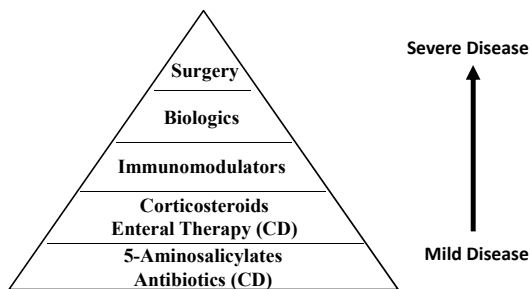 Severe Disease
Surgery
Biologics
Immunomodulators
Corticosteroids
Enteral Therapy (CD)
5-Aminosalicylates
Antibiotics (CD)
Mild Disease